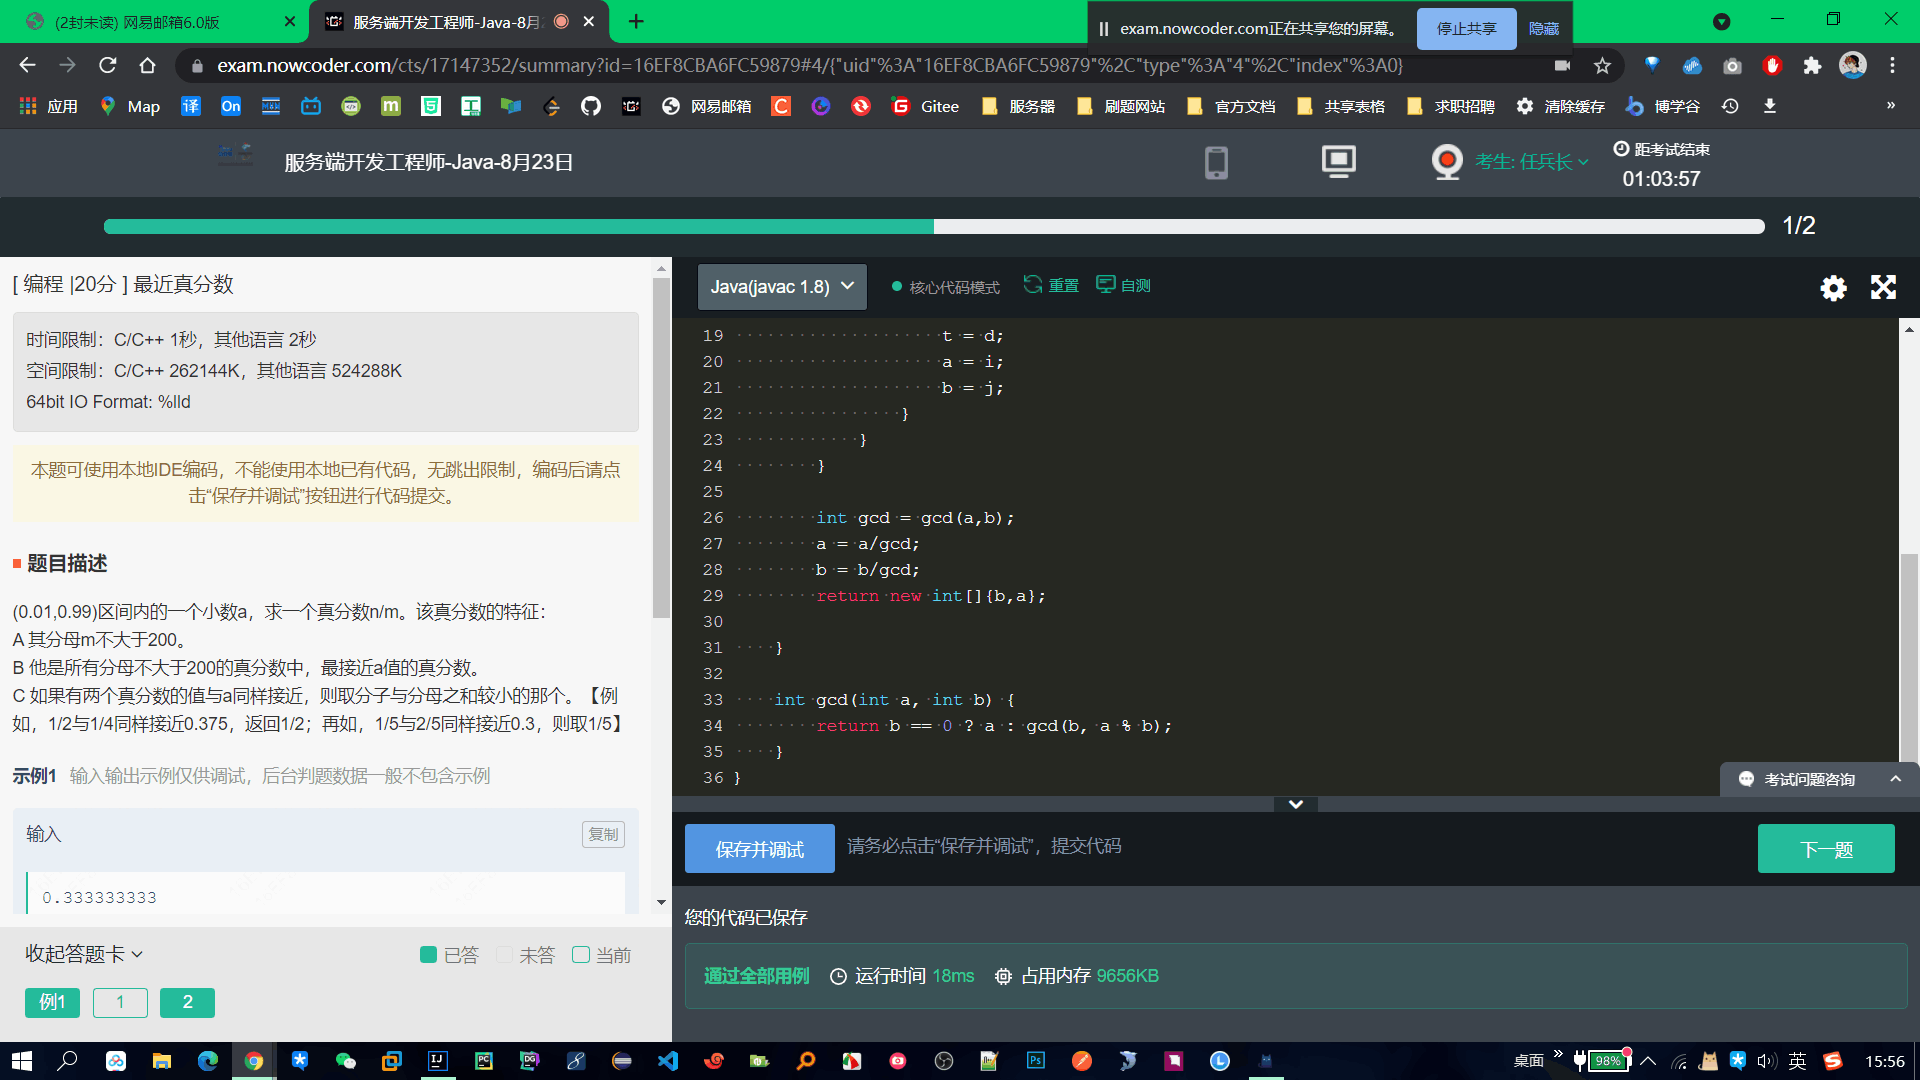 (2封未读) 网易邮箱6.0版
服务端开发工程师-Java-8月2
exam.nowcoder.com正在共享您的屏幕。
停止共享
隐藏
exam.nowcoder.com/cts/17147352/summary?id=16EF8CBA6FC59879#4/{"uid"%3A"16EF8CBA6FC59879"%2C"type"%3A"4"%2C"index"%3A0}
应用
Map
译
On
m
工
网易邮箱
C
G
Gitee
服务器
刷题网站
官方文档
共享表格
求职招聘
清除缓存
博学谷
»
服务端开发工程师-Java-8月23日
考生: 任兵长
距考试结束
01:03:57
1/2
[ 编程 |20分 ] 最近真分数
时间限制：C/C++ 1秒，其他语言 2秒
空间限制：C/C++ 262144K，其他语言 524288K
64bit IO Format: %lld
本题可使用本地IDE编码，不能使用本地已有代码，无跳出限制，编码后请点
击“保存并调试”按钮进行代码提交。
题目描述
(0.01,0.99)区间内的一个小数a，求一个真分数n/m。该真分数的特征：
A 其分母m不大于200。
B 他是所有分母不大于200的真分数中，最接近a值的真分数。
C 如果有两个真分数的值与a同样接近，则取分子与分母之和较小的那个。【例
如，1/2与1/4同样接近0.375，返回1/2；再如，1/5与2/5同样接近0.3，则取1/5】
示例1 输入输出示例仅供调试，后台判题数据一般不包含示例
输入
复制
0.333333333
收起答题卡
已答
未答
当前
例1
1
2
Java(javac 1.8)
核心代码模式
重置
自测
19 t = d;
20 a = i;
21 b = j;
22 }
23 }
24 }
25
26 int gcd = gcd(a,b);
27 a = a/gcd;
28 b = b/gcd;
29 return new int[]{b,a};
30
31 }
32
33 int gcd(int a, int b) {
34 return b == 0 ? a : gcd(b, a % b);
35 }
36 }
考试问题咨询
保存并调试
请务必点击“保存并调试”，提交代码
下一题
您的代码已保存
通过全部用例
运行时间 18ms
占用内存 9656KB
IJ
PC
DG
Ps
L
桌面
»
98%
英
S
15:56